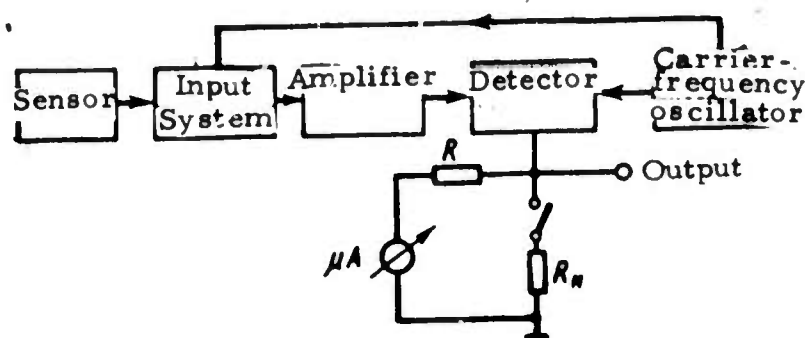 Sensor
Input
System
Amplifier
Detector
Carrier-
frequency
oscillator
R
Output
μA
Rн